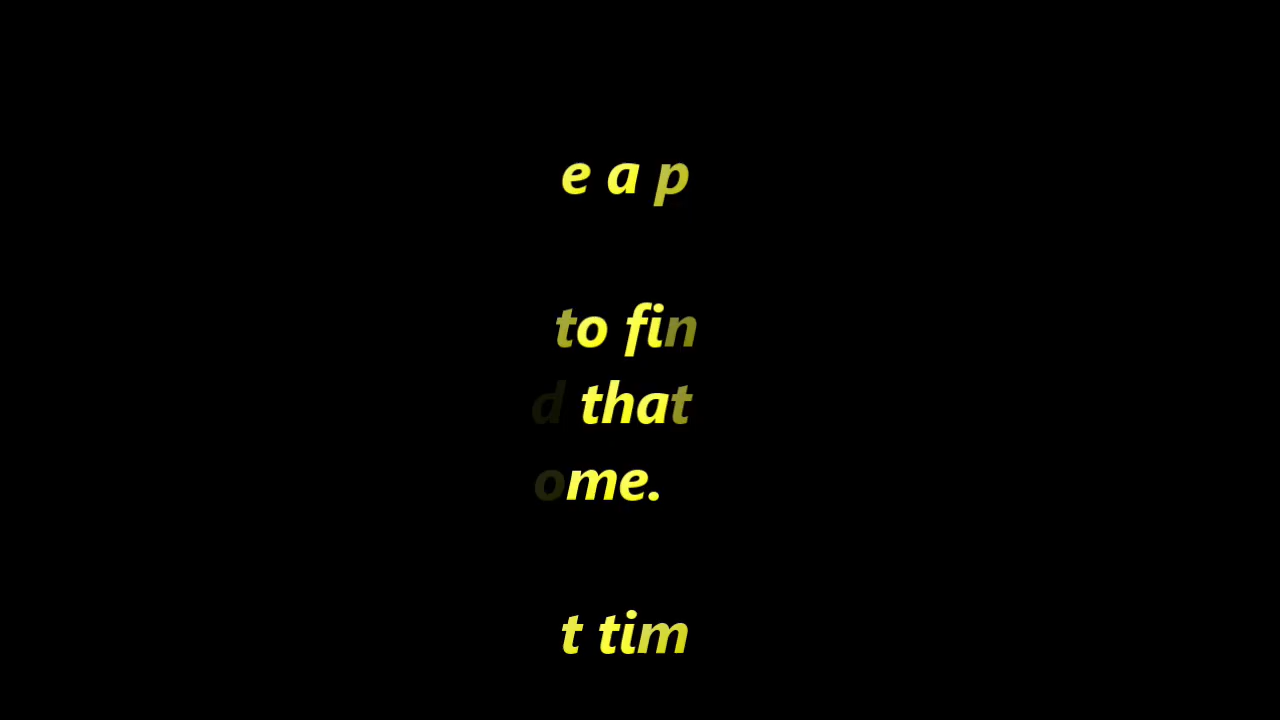 e a p
to fin
d that
ome.
t tim